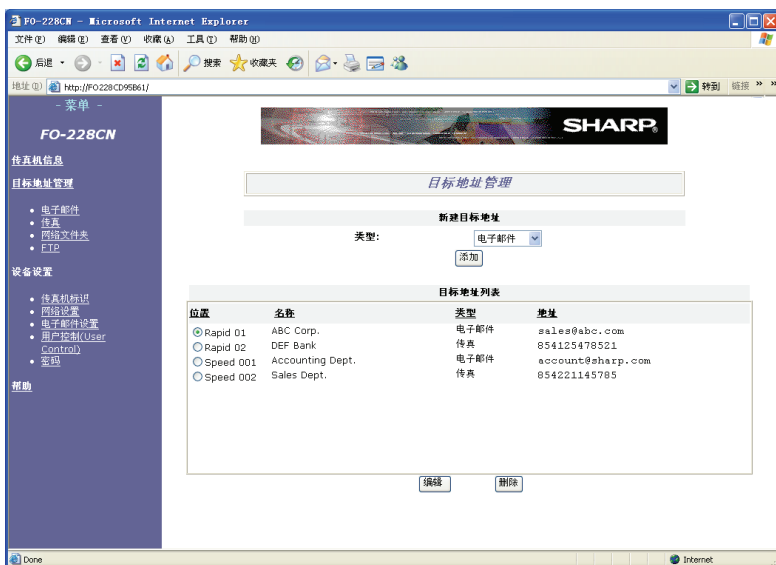 FO-228CN - Microsoft Internet Explorer
文件(F) 编辑(E) 查看(V) 收藏(A) 工具(T) 帮助(H)
后退 搜索 收藏夹
地址(D) http://FO228CD95B61/ 转到 链接 »
- 菜单 -
FO-228CN
传真机信息
目标地址管理
电子邮件
传真
网络文件夹
FTP
设备设置
传真机标识
网络设置
电子邮件设置
用户控制(User
Control)
密码
帮助
SHARP
目标地址管理
新建目标地址
类型: 电子邮件
添加
目标地址列表
位置 名称 类型 地址
Rapid 01 ABC Corp. 电子邮件 sales@abc.com
Rapid 02 DEF Bank 传真 854125478521
Speed 001 Accounting Dept. 电子邮件 account@sharp.com
Speed 002 Sales Dept. 传真 854221145785
编辑 删除
Done Internet